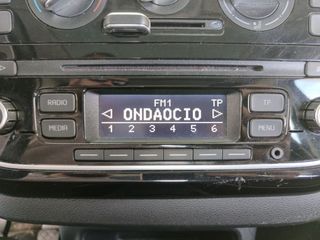 RADIO
FM1 TP
◁ ONDAOCIO ▷
1 2 3 4 5 6
TP
MEDIA
MENU